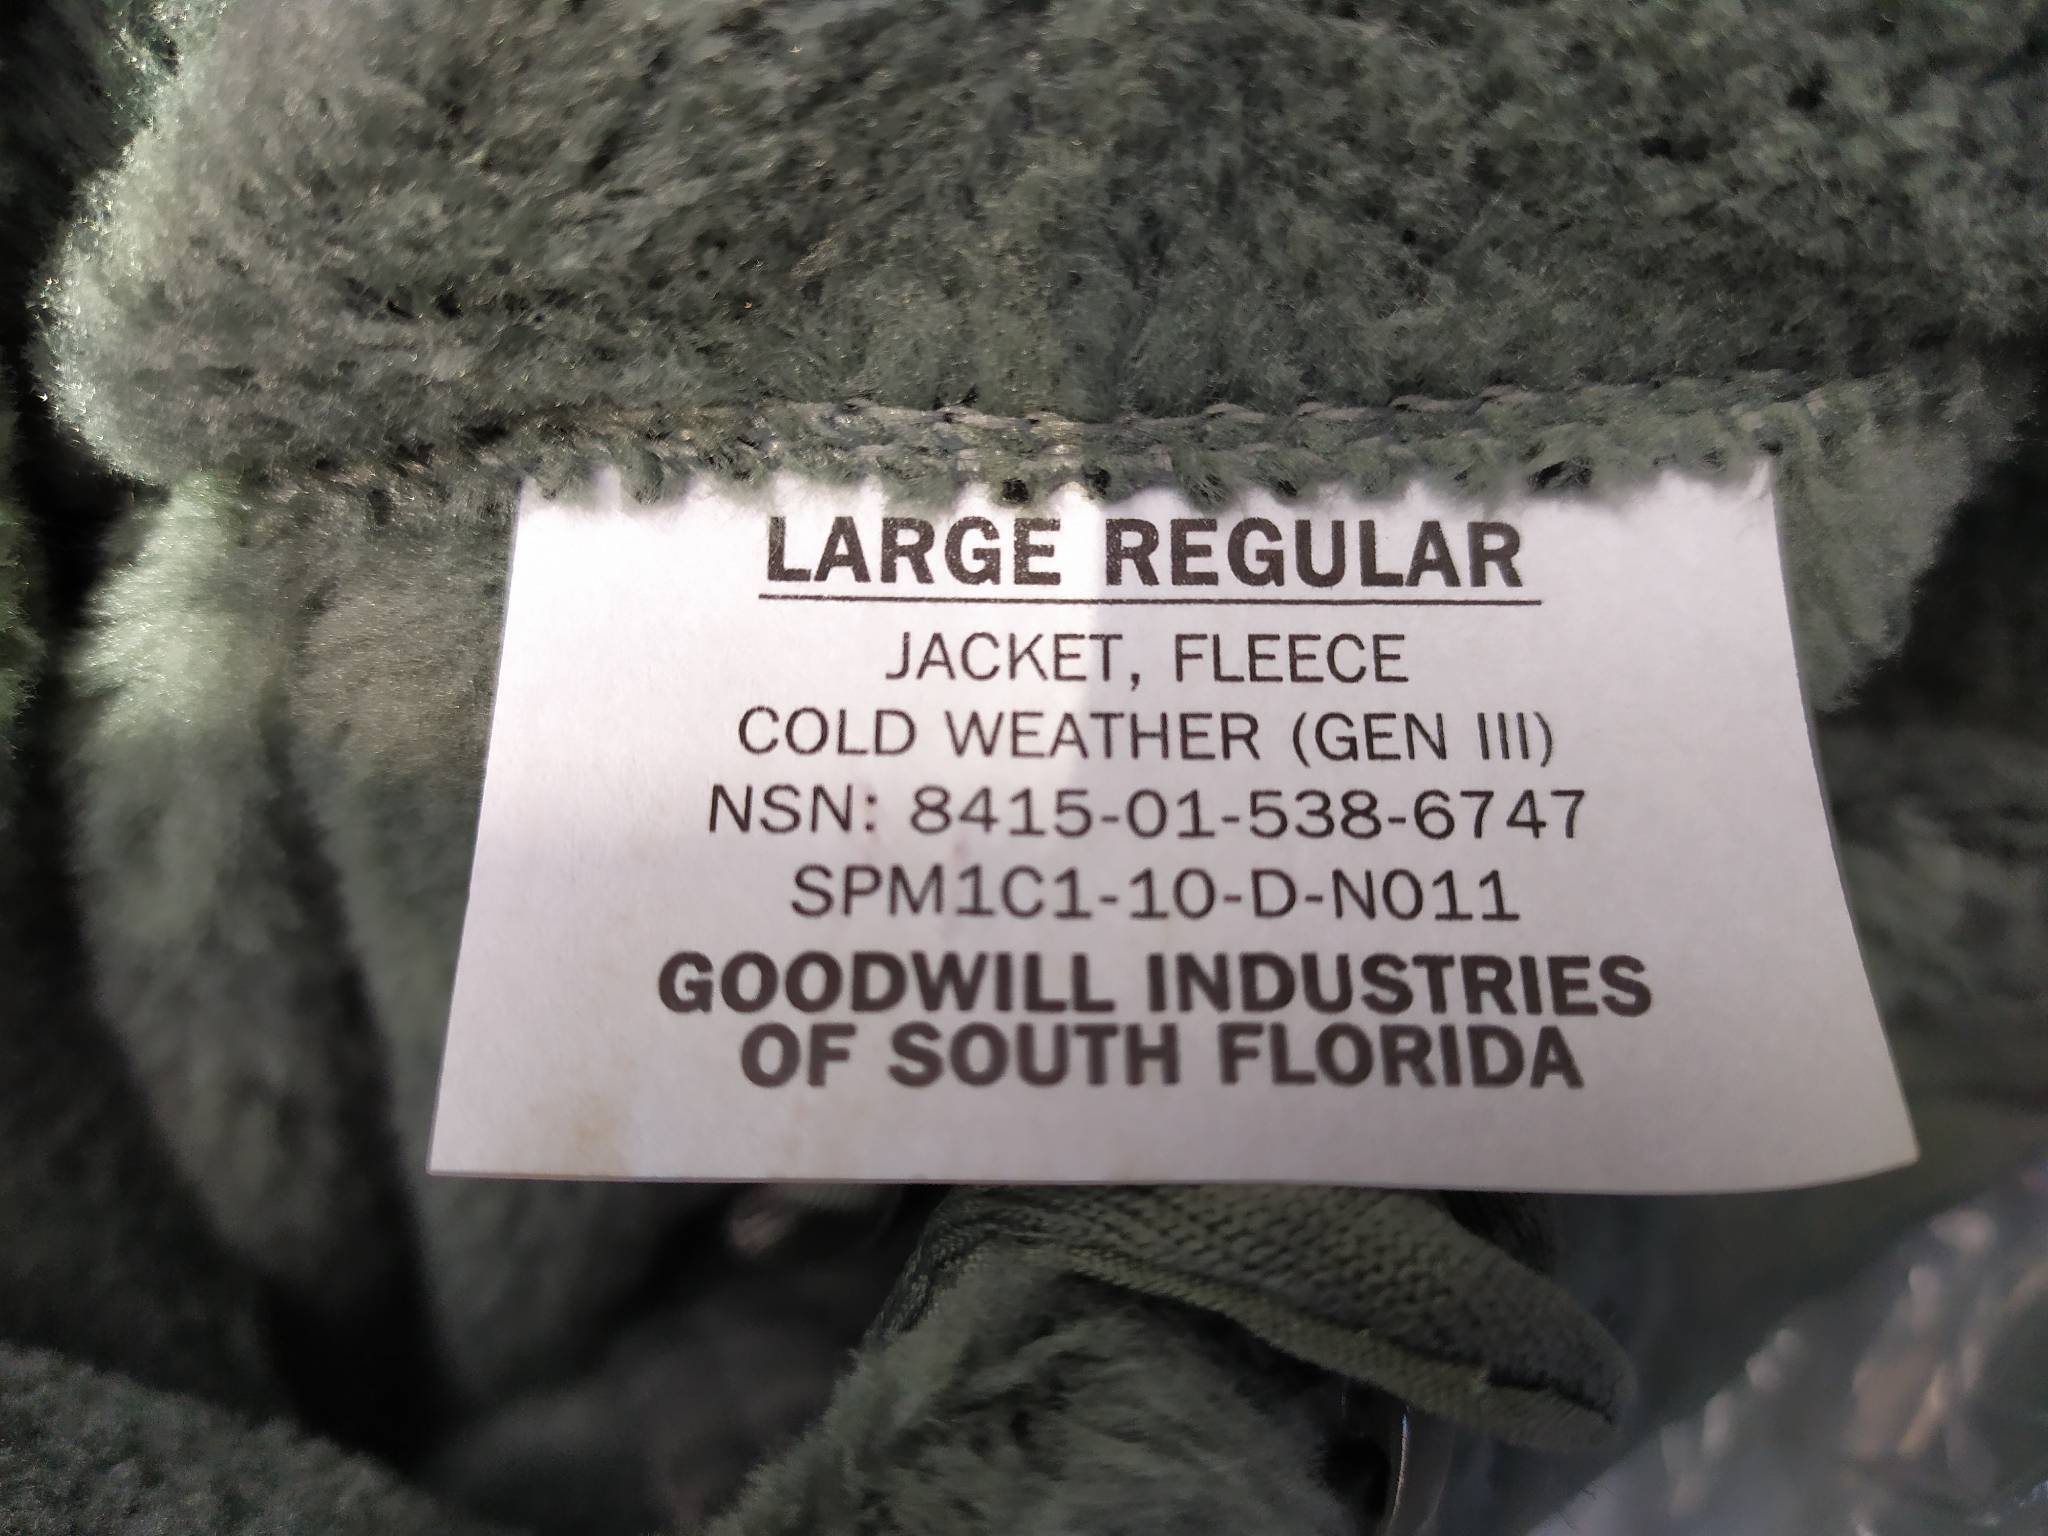 LARGE REGULAR
JACKET, FLEECE
COLD WEATHER (GEN III)
NSN: 8415-01-538-6747
SPM1C1-10-D-N011
GOODWILL INDUSTRIES
OF SOUTH FLORIDA